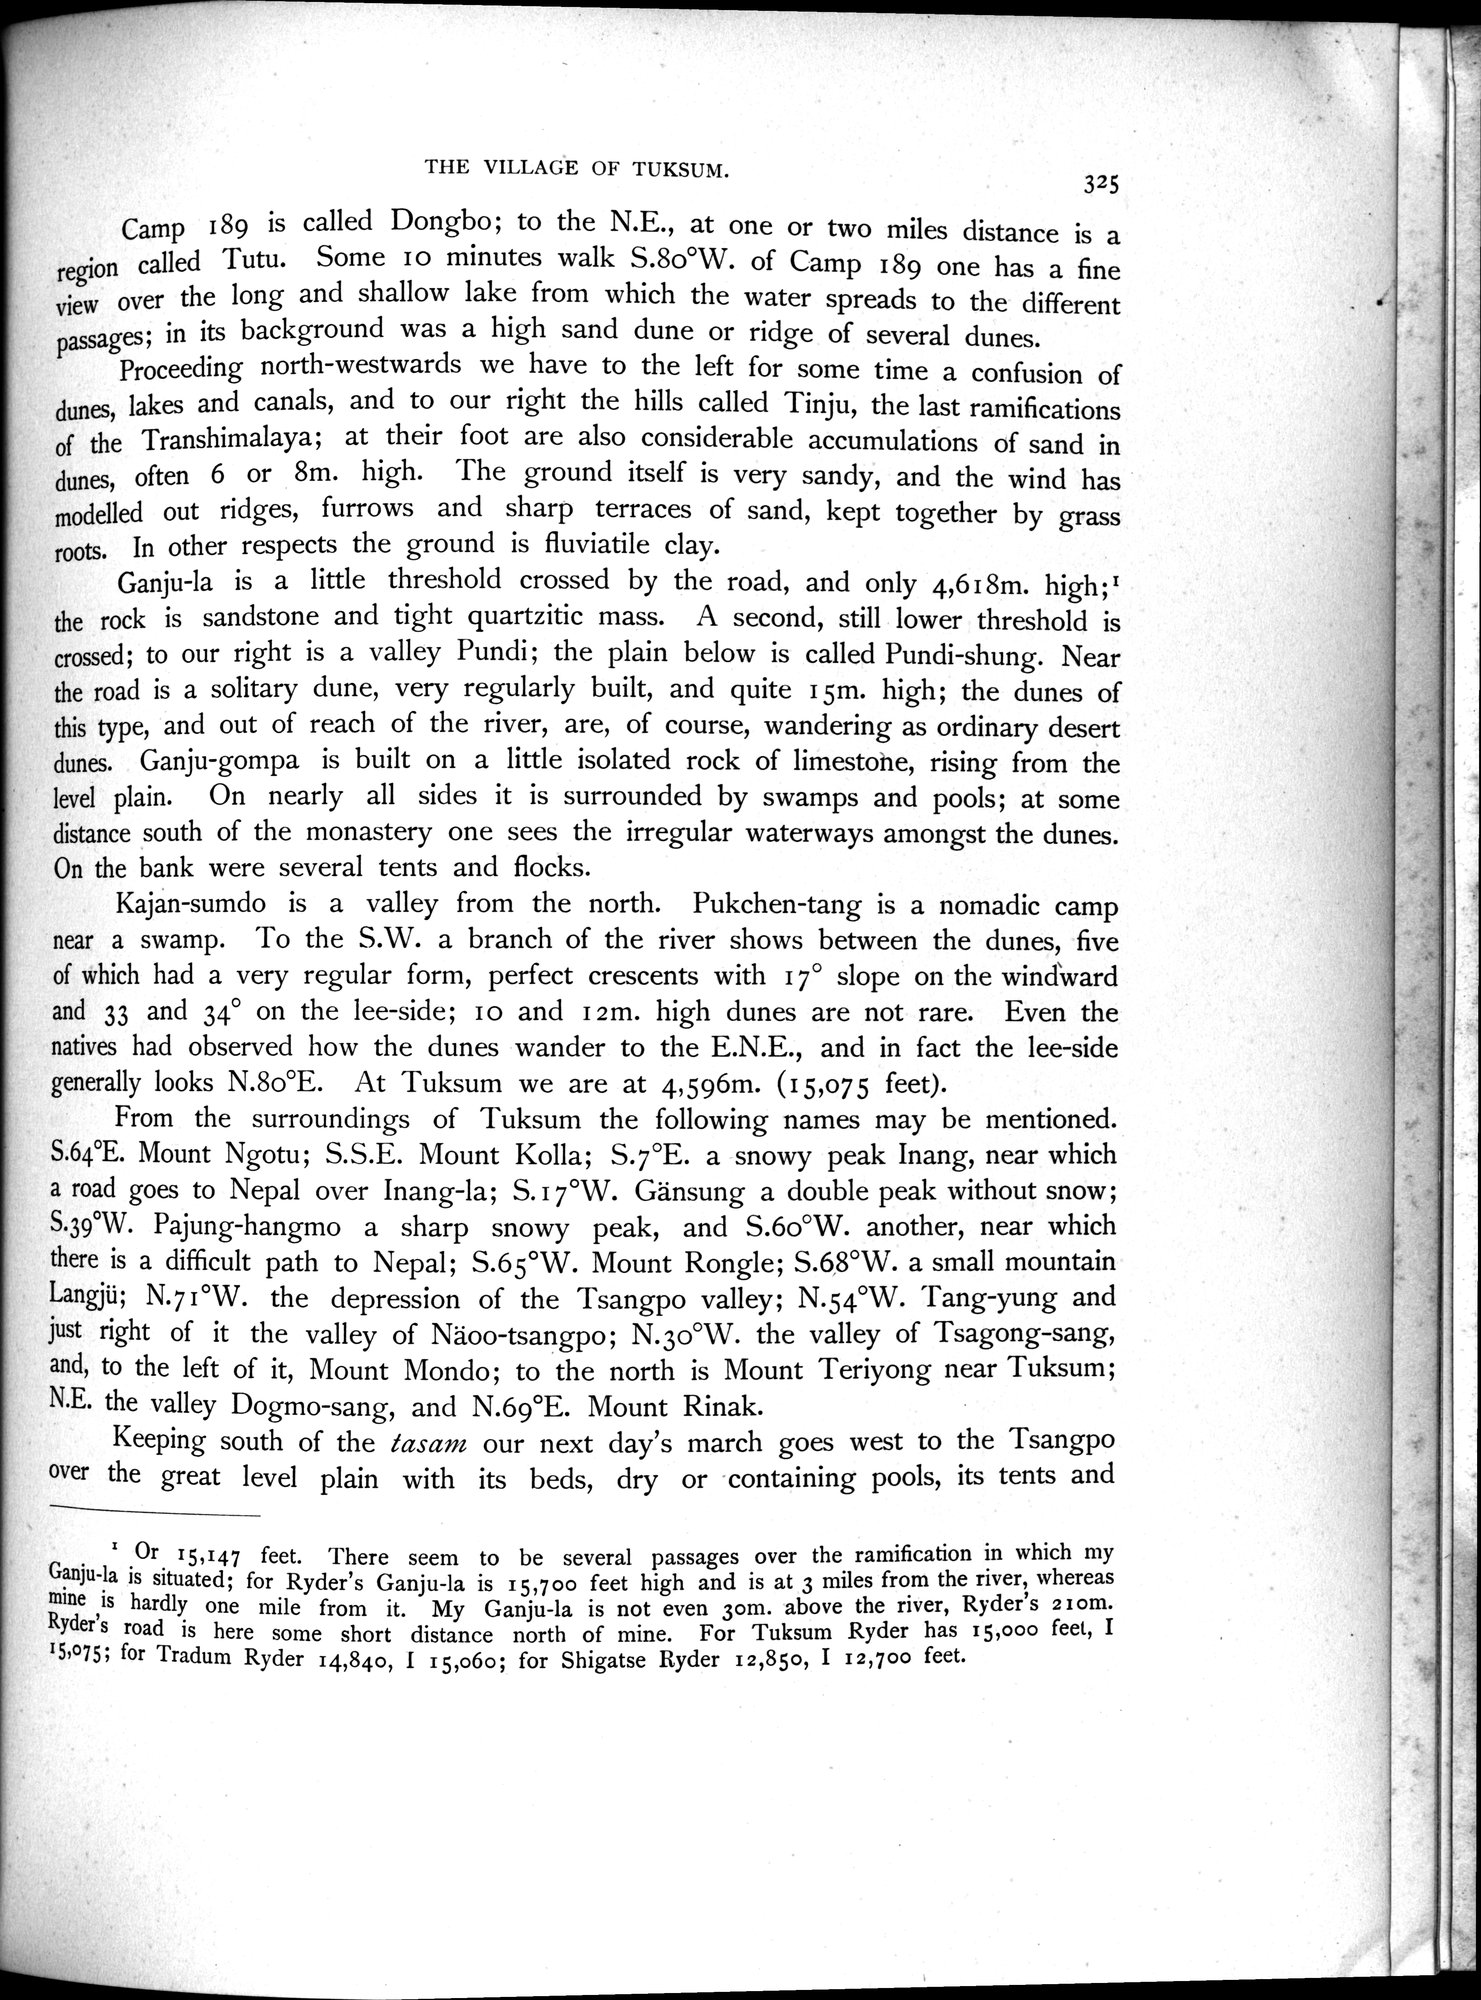 THE VILLAGE OF TUKSUM.
325
Camp 189 is called Dongbo; to the N.E., at one or two miles distance is a
region called Tutu. Some 10 minutes walk S.80°W. of Camp 189 one has a fine
view over the long and shallow lake from which the water spreads to the different
passages; in its background was a high sand dune or ridge of several dunes.
Proceeding north-westwards we have to the left for some time a confusion of
dunes, lakes and canals, and to our right the hills called Tinju, the last ramifications
of the Transhimalaya; at their foot are also considerable accumulations of sand in
dunes, often 6 or 8m. high. The ground itself is very sandy, and the wind has
modelled out ridges, furrows and sharp terraces of sand, kept together by grass
roots. In other respects the ground is fluviatile clay.
Ganju-la is a little threshold crossed by the road, and only 4,618m. high;¹
the rock is sandstone and tight quartzitic mass. A second, still lower threshold is
crossed; to our right is a valley Pundi; the plain below is called Pundi-shung. Near
the road is a solitary dune, very regularly built, and quite 15m. high; the dunes of
this type, and out of reach of the river, are, of course, wandering as ordinary desert
dunes. Ganju-gompa is built on a little isolated rock of limestone, rising from the
level plain. On nearly all sides it is surrounded by swamps and pools; at some
distance south of the monastery one sees the irregular waterways amongst the dunes.
On the bank were several tents and flocks.
Kajan-sumdo is a valley from the north. Pukchen-tang is a nomadic camp
near a swamp. To the S.W. a branch of the river shows between the dunes, five
of which had a very regular form, perfect crescents with 17° slope on the windward
and 33 and 34° on the lee-side; 10 and 12m. high dunes are not rare. Even the
natives had observed how the dunes wander to the E.N.E., and in fact the lee-side
generally looks N.80°E. At Tuksum we are at 4,596m. (15,075 feet).
From the surroundings of Tuksum the following names may be mentioned.
S.64°E. Mount Ngotu; S.S.E. Mount Kolla; S.7°E. a snowy peak Inang, near which
a road goes to Nepal over Inang-la; S.17°W. Gänsung a double peak without snow;
S.39°W. Pajung-hangmo a sharp snowy peak, and S.60°W. another, near which
there is a difficult path to Nepal; S.65°W. Mount Rongle; S.68°W. a small mountain
Langjü; N.71°W. the depression of the Tsangpo valley; N.54°W. Tang-yung and
just right of it the valley of Näoo-tsangpo; N.30°W. the valley of Tsagong-sang,
and, to the left of it, Mount Mondo; to the north is Mount Teriyong near Tuksum;
N.E. the valley Dogmo-sang, and N.69°E. Mount Rinak.
Keeping south of the tasam our next day's march goes west to the Tsangpo
over the great level plain with its beds, dry or containing pools, its tents and
¹ Or 15,147 feet. There seem to be several passages over the ramification in which my
Ganju-la is situated; for Ryder's Ganju-la is 15,700 feet high and is at 3 miles from the river, whereas
mine is hardly one mile from it. My Ganju-la is not even 30m. above the river, Ryder's 210m.
Ryder's road is here some short distance north of mine. For Tuksum Ryder has 15,000 feet, I
15,075; for Tradum Ryder 14,840, I 15,060; for Shigatse Ryder 12,850, I 12,700 feet.